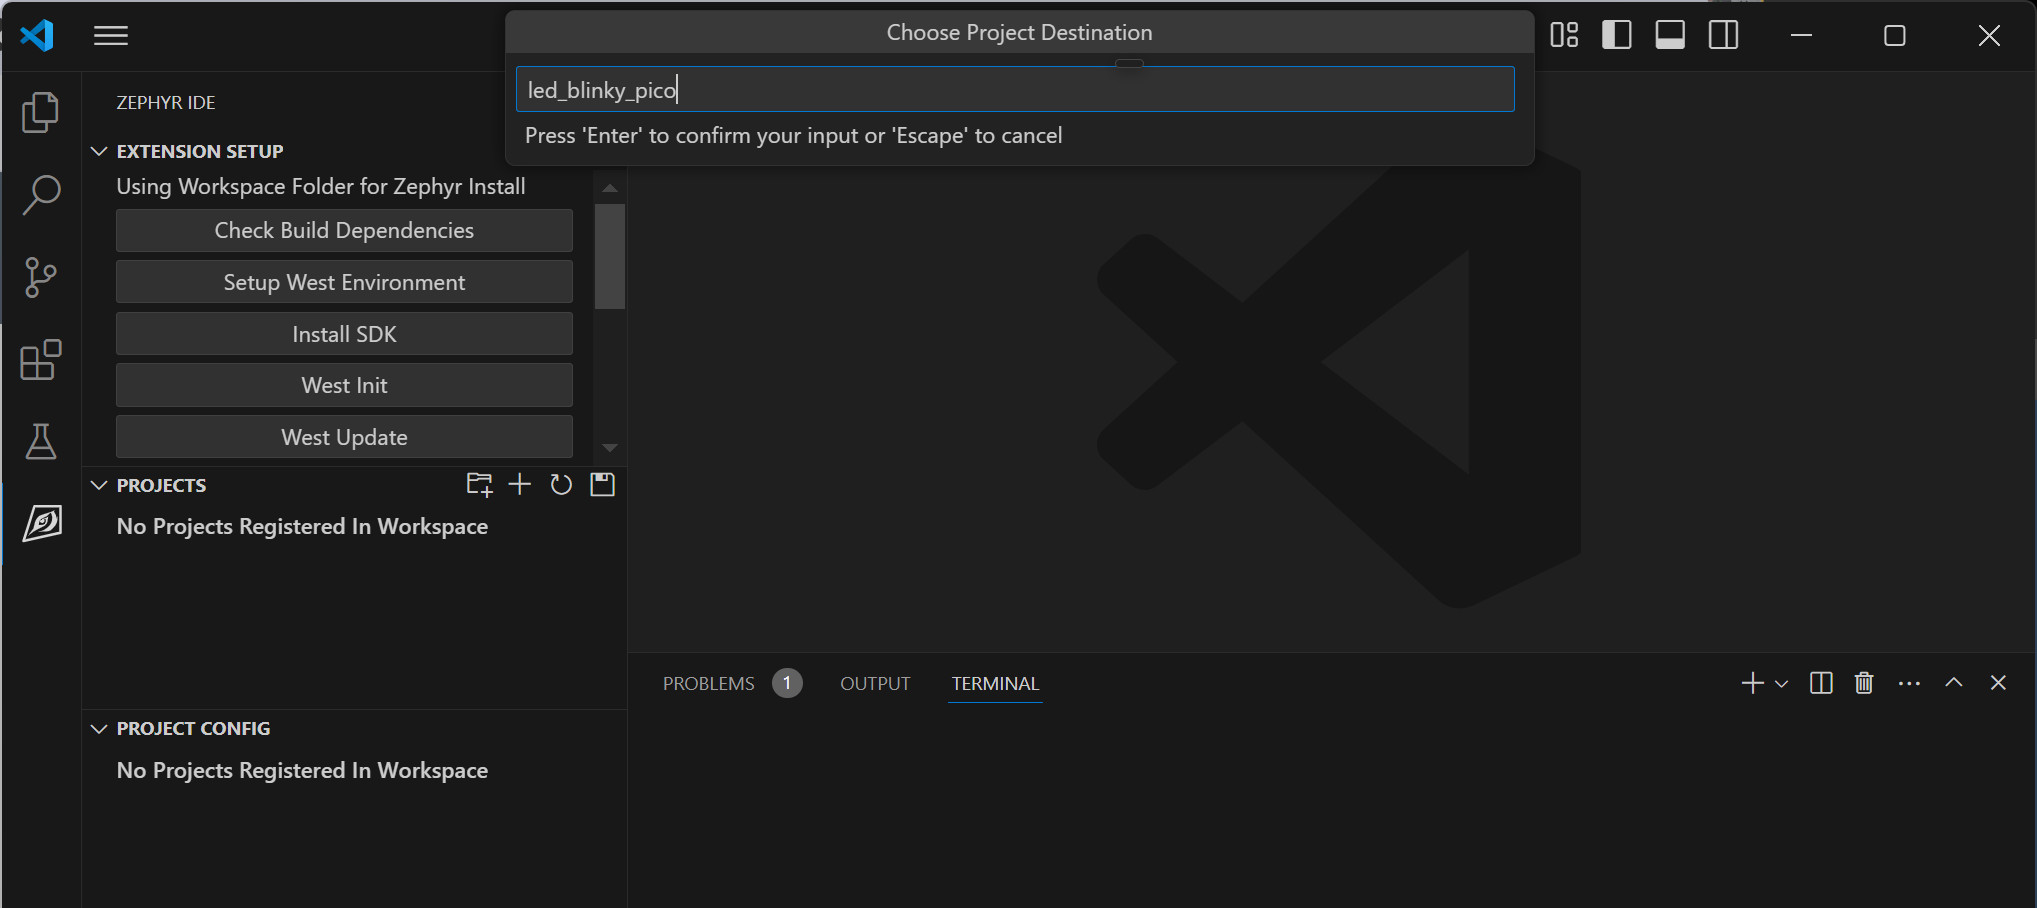 Choose Project Destination
led_blinky_pico
Press 'Enter' to confirm your input or 'Escape' to cancel
ZEPHYR IDE
EXTENSION SETUP
Using Workspace Folder for Zephyr Install
Check Build Dependencies
Setup West Environment
Install SDK
West Init
West Update
PROJECTS
No Projects Registered In Workspace
PROJECT CONFIG
No Projects Registered In Workspace
PROBLEMS 1 OUTPUT TERMINAL